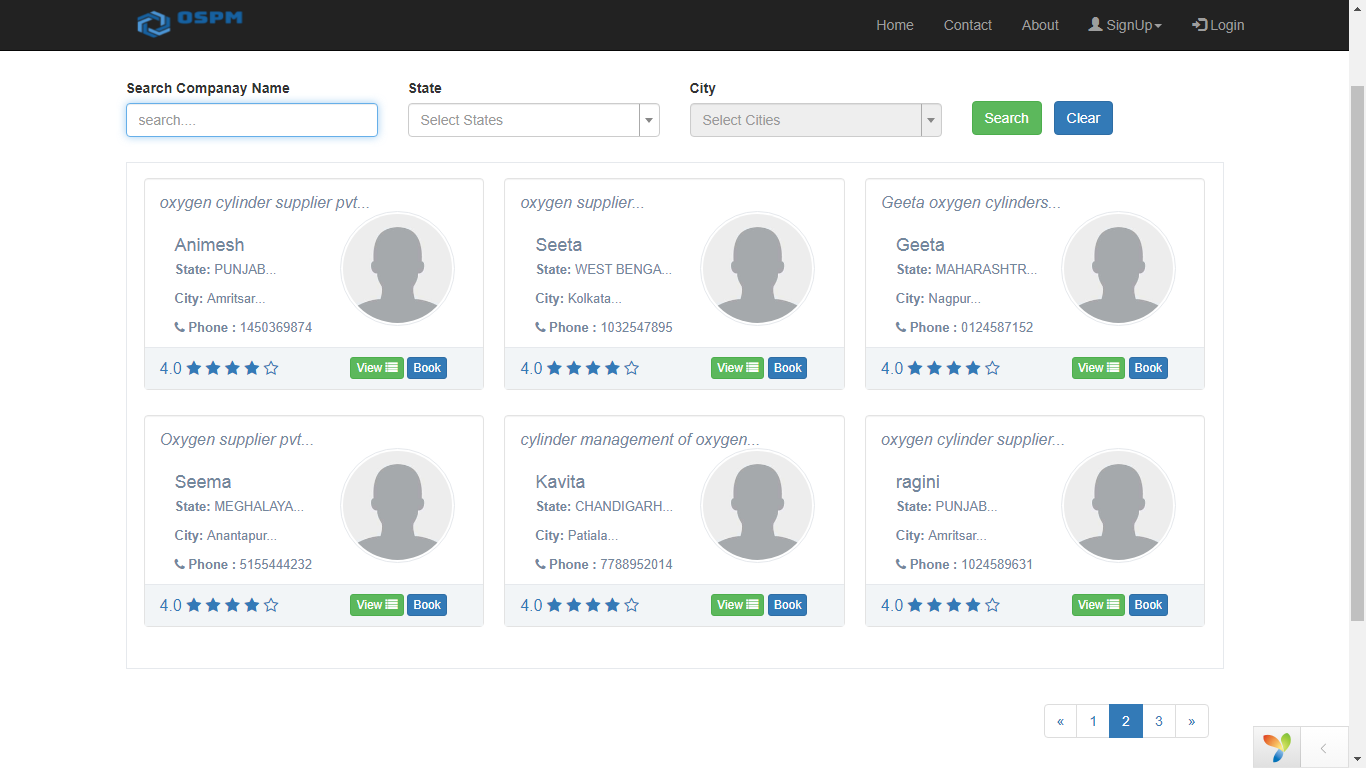 OSPM
Home Contact About SignUp Login
Search Companay Name State City
search.... Select States Select Cities Search Clear
oxygen cylinder supplier pvt...
Animesh
State: PUNJAB...
City: Amritsar...
Phone : 1450369874
4.0 View Book
oxygen supplier...
Seeta
State: WEST BENGA...
City: Kolkata...
Phone : 1032547895
4.0 View Book
Geeta oxygen cylinders...
Geeta
State: MAHARASHTR...
City: Nagpur...
Phone : 0124587152
4.0 View Book
Oxygen supplier pvt...
Seema
State: MEGHALAYA...
City: Anantapur...
Phone : 5155444232
4.0 View Book
cylinder management of oxygen...
Kavita
State: CHANDIGARH...
City: Patiala...
Phone : 7788952014
4.0 View Book
oxygen cylinder supplier...
ragini
State: PUNJAB...
City: Amritsar...
Phone : 1024589631
4.0 View Book
« 1 2 3 »